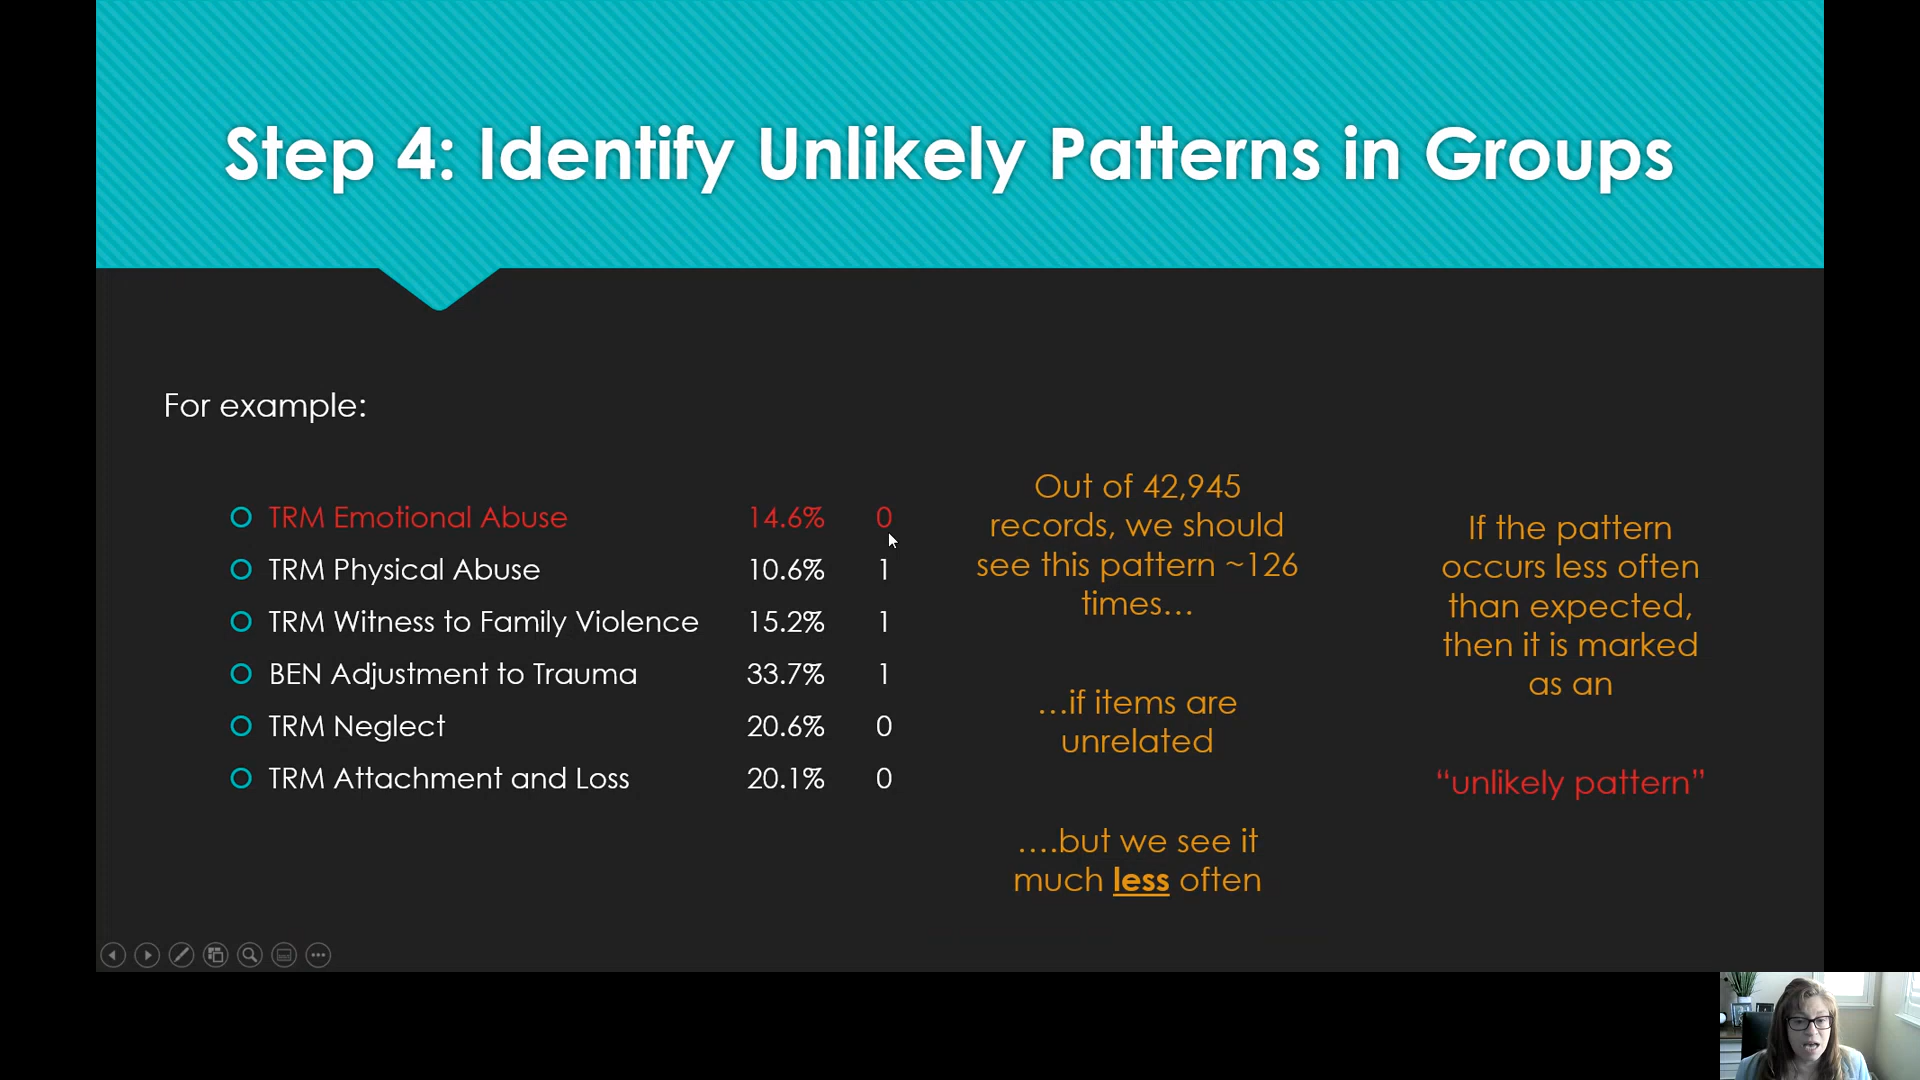 Step 4: Identify Unlikely Patterns in Groups
For example:
TRM Emotional Abuse 14.6% 0
TRM Physical Abuse 10.6% 1
TRM Witness to Family Violence 15.2% 1
BEN Adjustment to Trauma 33.7% 1
TRM Neglect 20.6% 0
TRM Attachment and Loss 20.1% 0
Out of 42,945
records, we should
see this pattern ~126
times…
…if items are
unrelated
….but we see it
much less often
If the pattern
occurs less often
than expected,
then it is marked
as an
“unlikely pattern”